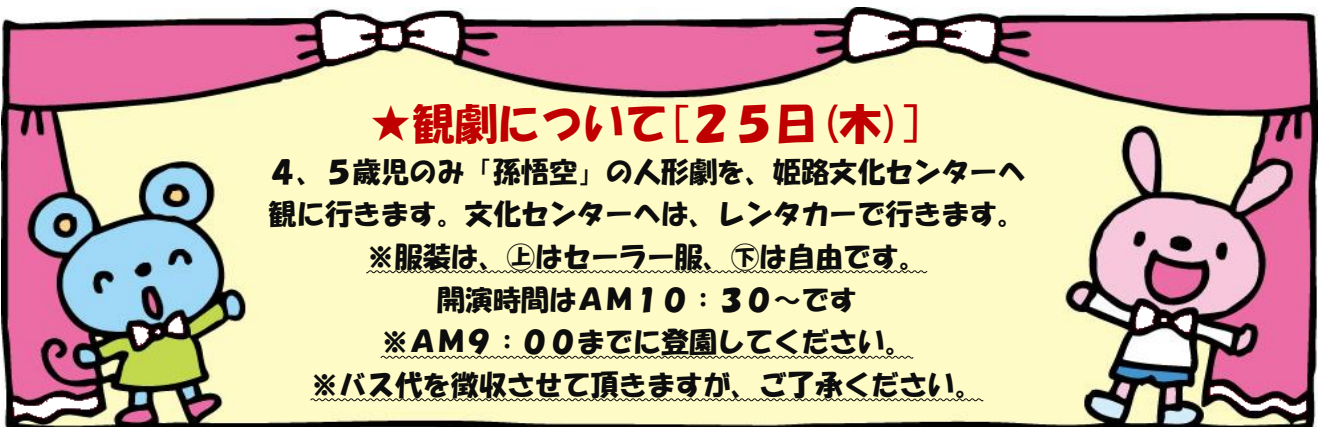 ★観劇について[25日(木)]
4、5歳児のみ「孫悟空」の人形劇を、姫路文化センターへ
観に行きます。文化センターへは、レンタカーで行きます。
※服装は、㊤はセーラー服、㊦は自由です。
開演時間はAM10:30~です
※AM9:00までに登園してください。
※バス代を徴収させて頂きますが、ご了承ください。